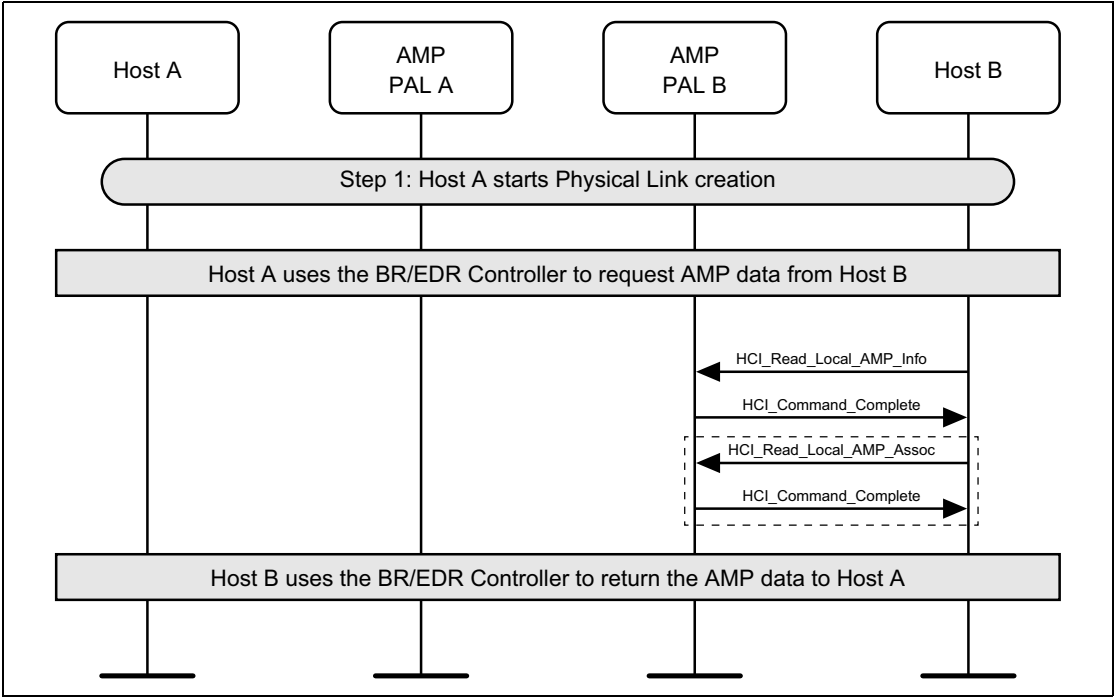 Host A
AMP
PAL A
AMP
PAL B
Host B
Step 1: Host A starts Physical Link creation
Host A uses the BR/EDR Controller to request AMP data from Host B
HCI_Read_Local_AMP_Info
HCI_Command_Complete
HCI_Read_Local_AMP_Assoc
HCI_Command_Complete
Host B uses the BR/EDR Controller to return the AMP data to Host A